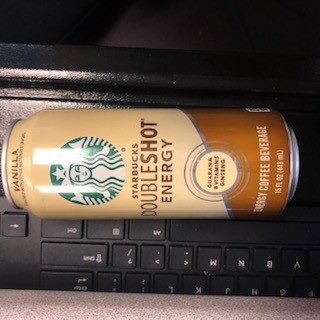 VANILLA
STARBUCKS
DOUBLESHOT
ENERGY
GUARANA
B VITAMINS
GINSENG
ENERGY COFFEE BEVERAGE
15 FL OZ (443 mL)